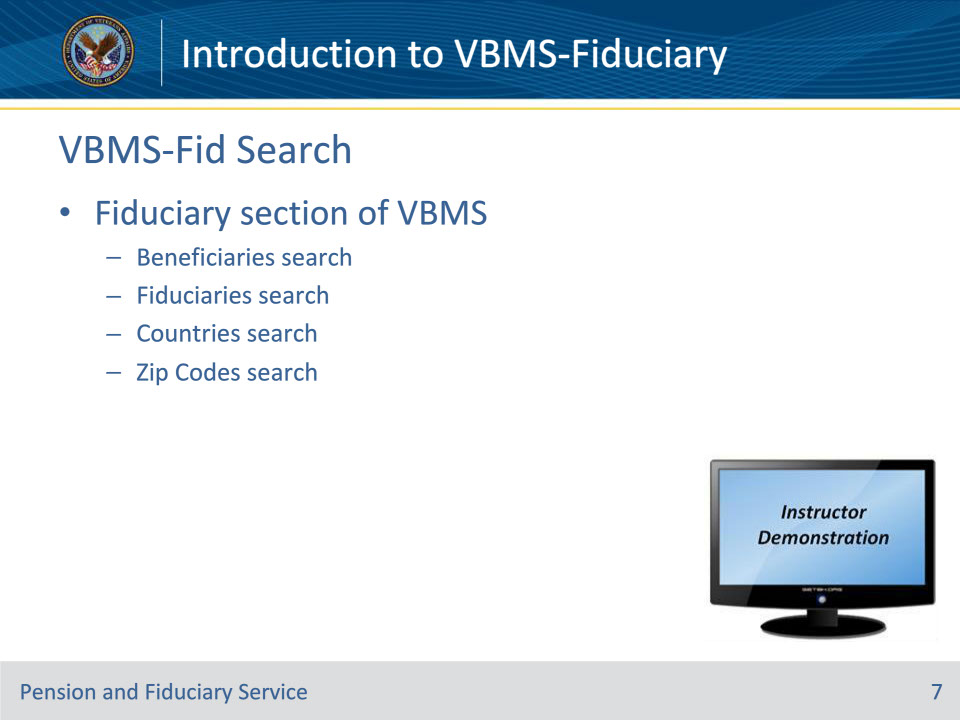 Introduction to VBMS-Fiduciary
VBMS-Fid Search
• Fiduciary section of VBMS
– Beneficiaries search
– Fiduciaries search
– Countries search
– Zip Codes search
Instructor
Demonstration
Pension and Fiduciary Service
7